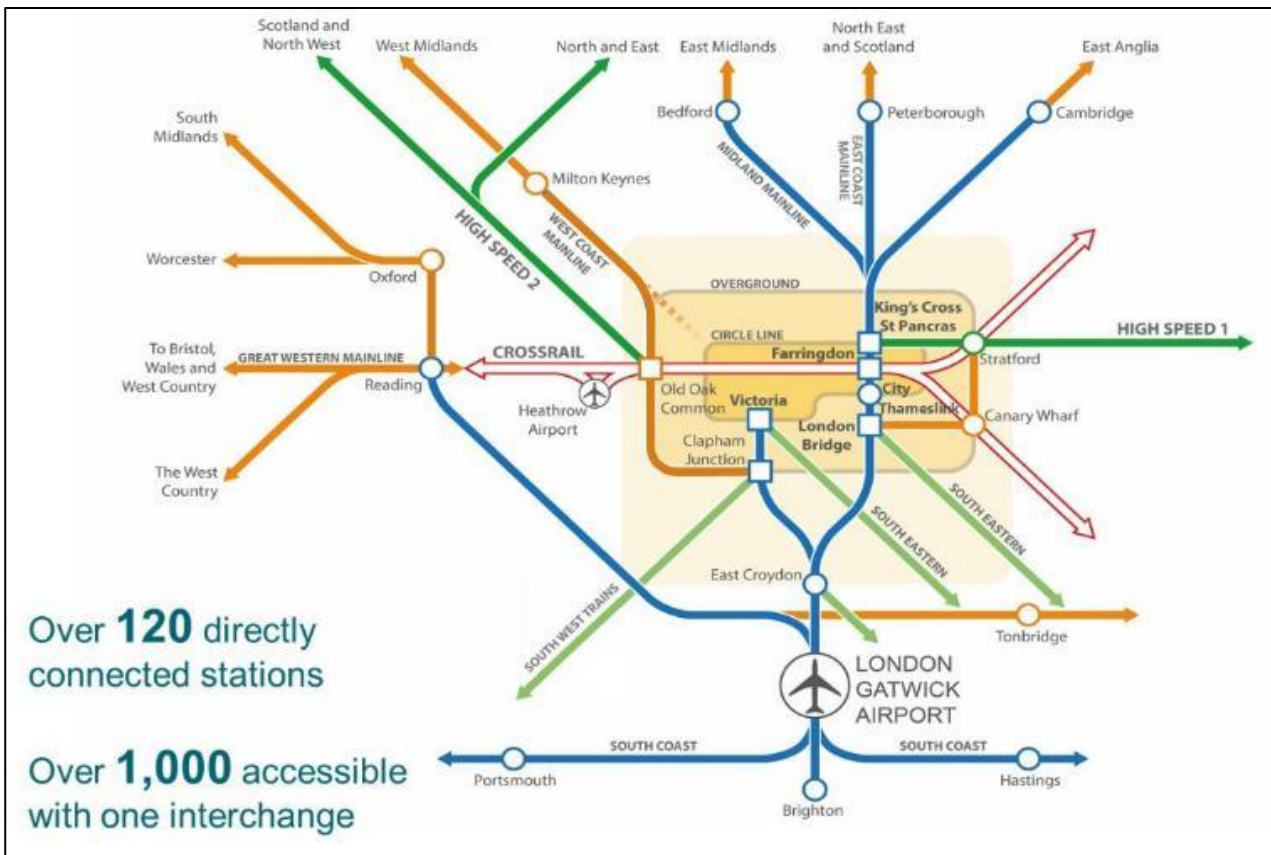 Scotland and
North West
West Midlands
North and East
East Midlands
North East
and Scotland
East Anglia
South
Midlands
Bedford
Peterborough
Cambridge
MIDLAND MAINLINE
EAST COAST
MAINLINE
Milton Keynes
WEST COAST
MAINLINE
HIGH SPEED 2
Worcester
Oxford
OVERGROUND
King's Cross
St Pancras
CIRCLE LINE
HIGH SPEED 1
To Bristol,
Wales and
West Country
GREAT WESTERN MAINLINE
Reading
CROSSRAIL
Farringdon
Stratford
Heathrow
Airport
Old Oak
Common
Victoria
City
Thameslink
Canary Wharf
London
Bridge
Clapham
Junction
The West
Country
SOUTH EASTERN
SOUTH EASTERN
East Croydon
SOUTH WEST TRAINS
Tonbridge
Over 120 directly
connected stations
LONDON
GATWICK
AIRPORT
SOUTH COAST
SOUTH COAST
Portsmouth
Hastings
Brighton
Over 1,000 accessible
with one interchange